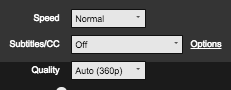 Speed Normal
Subtitles/CC Off Options
Quality Auto (360p)